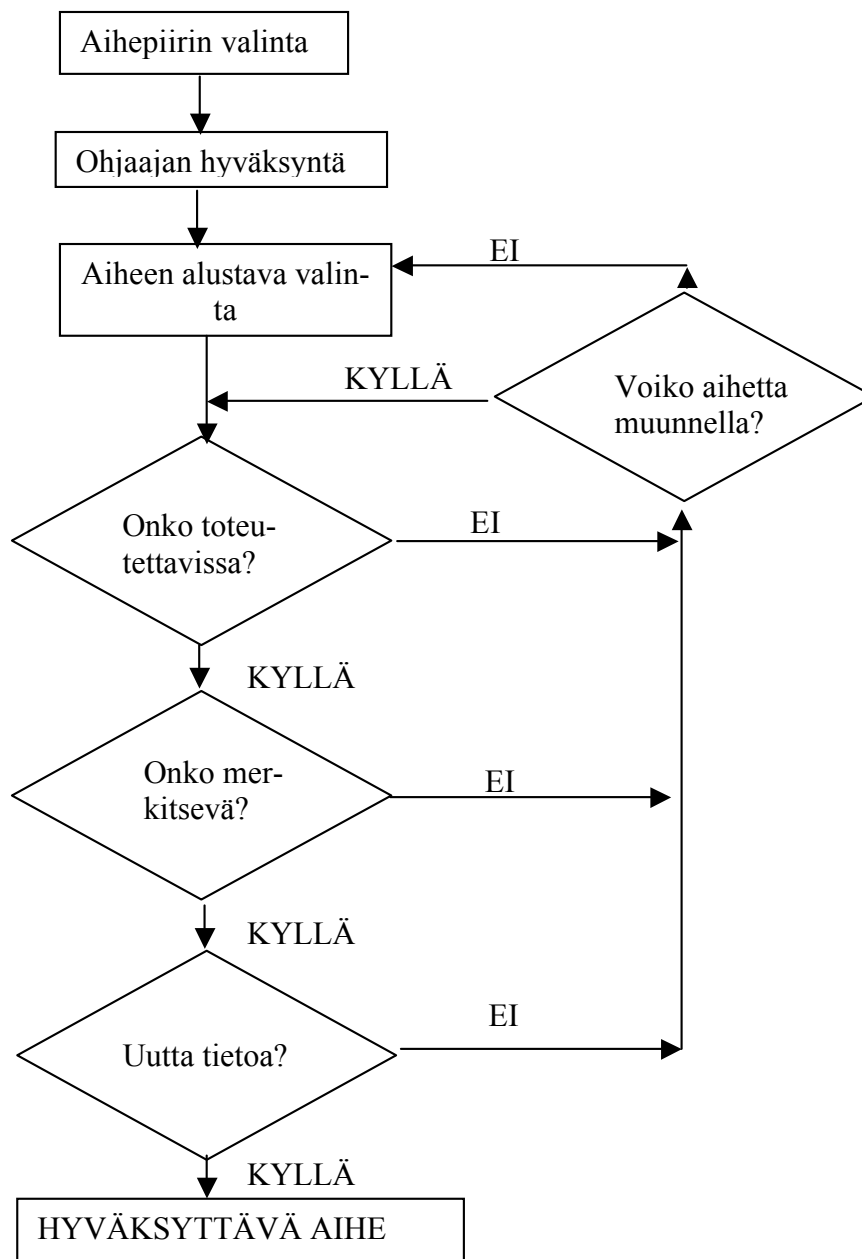 Aihepiirin valinta
Ohjaajan hyväksyntä
Aiheen alustava valin-
ta
EI
KYLLÄ
Voiko aihetta
muunnella?
Onko toteu-
tettavissa?
EI
KYLLÄ
Onko mer-
kitsevä?
EI
KYLLÄ
Uutta tietoa?
EI
KYLLÄ
HYVÄKSYTTÄVÄ AIHE